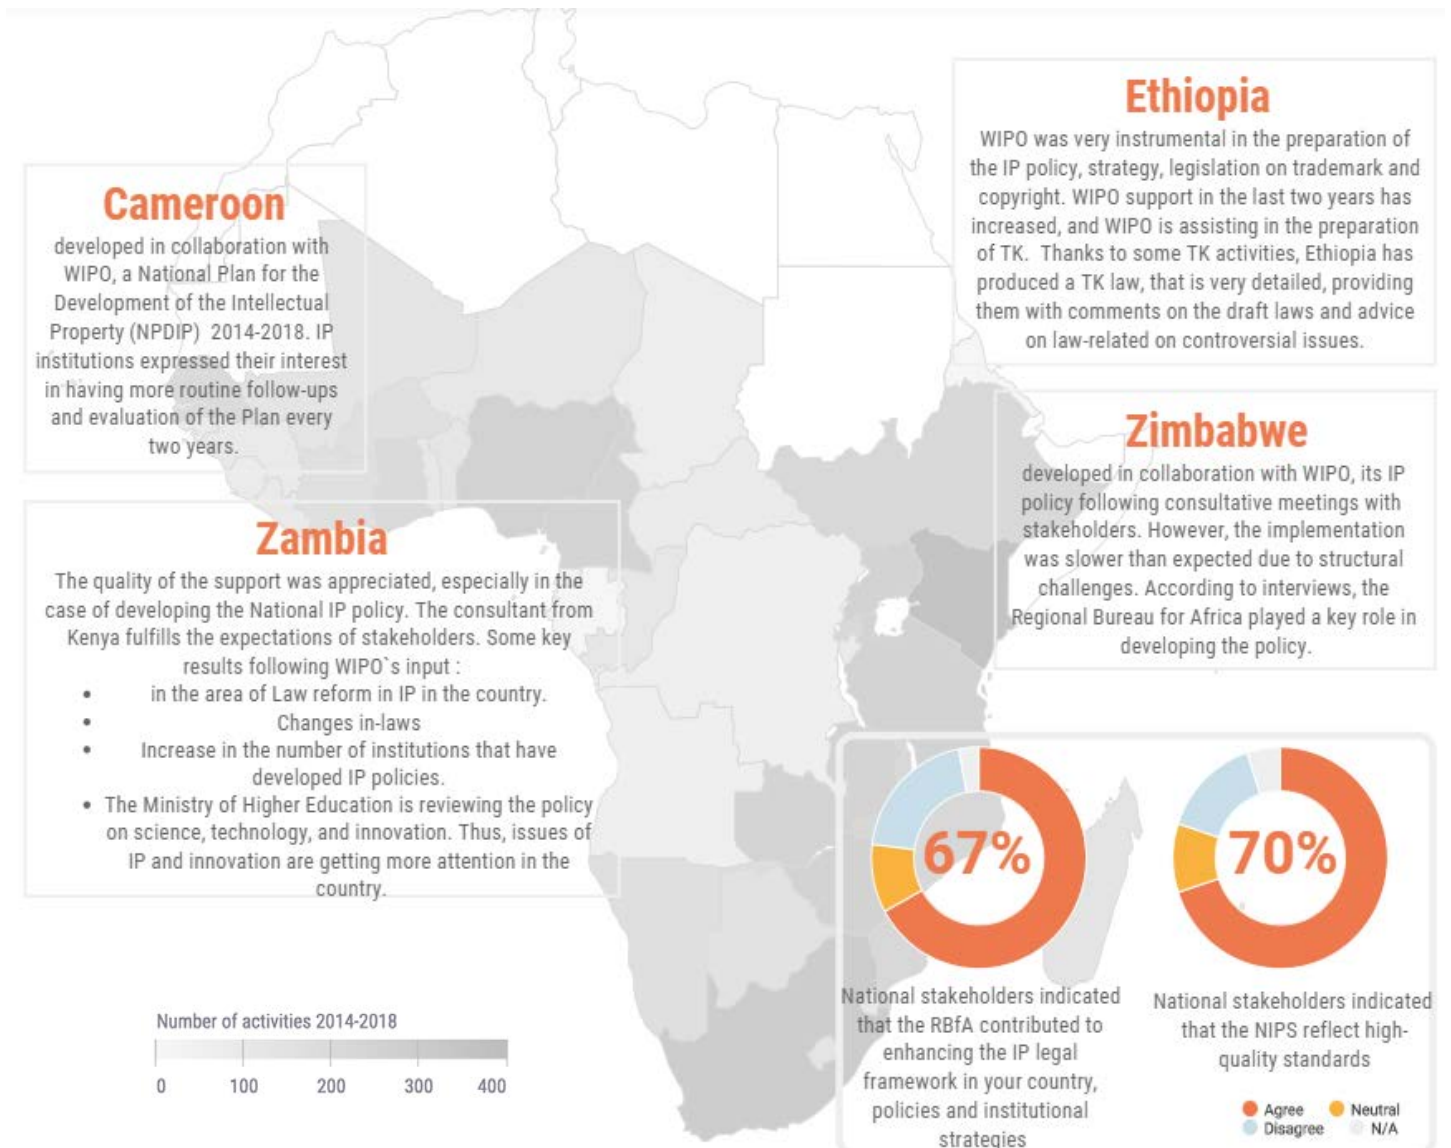 Cameroon
developed in collaboration with
WIPO, a National Plan for the
Development of the Intellectual
Property (NPDIP) 2014-2018. IP
institutions expressed their interest
in having more routine follow-ups
and evaluation of the Plan every
two years.
Ethiopia
WIPO was very instrumental in the preparation of
the IP policy, strategy, legislation on trademark and
copyright. WIPO support in the last two years has
increased, and WIPO is assisting in the preparation
of TK. Thanks to some TK activities, Ethiopia has
produced a TK law, that is very detailed, providing
them with comments on the draft laws and advice
on law-related on controversial issues.
Zimbabwe
developed in collaboration with WIPO, its IP
policy following consultative meetings with
stakeholders. However, the implementation
was slower than expected due to structural
challenges. According to interviews, the
Regional Bureau for Africa played a key role in
developing the policy.
Zambia
The quality of the support was appreciated, especially in the
case of developing the National IP policy. The consultant from
Kenya fulfills the expectations of stakeholders. Some key
results following WIPO`s input :
• in the area of Law reform in IP in the country.
• Changes in-laws
• Increase in the number of institutions that have
developed IP policies.
• The Ministry of Higher Education is reviewing the policy
on science, technology, and innovation. Thus, issues of
IP and innovation are getting more attention in the
country.
67%
National stakeholders indicated
that the RBfA contributed to
enhancing the IP legal
framework in your country,
policies and institutional
strategies
70%
National stakeholders indicated
that the NIPS reflect high-
quality standards
Agree Neutral
Disagree N/A
Number of activities 2014-2018
0 100 200 300 400